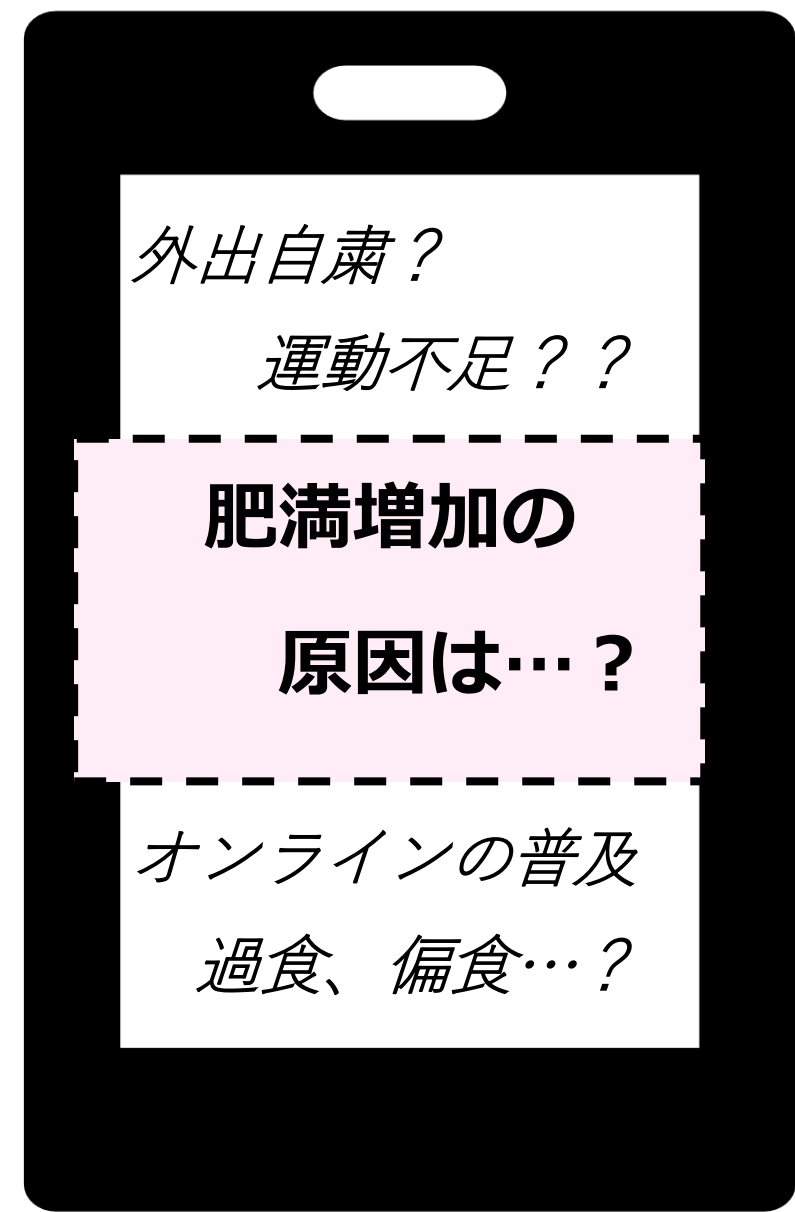 外出自粛？
運動不足？？
肥満増加の
原因は…？
オンラインの普及
過食、偏食…？